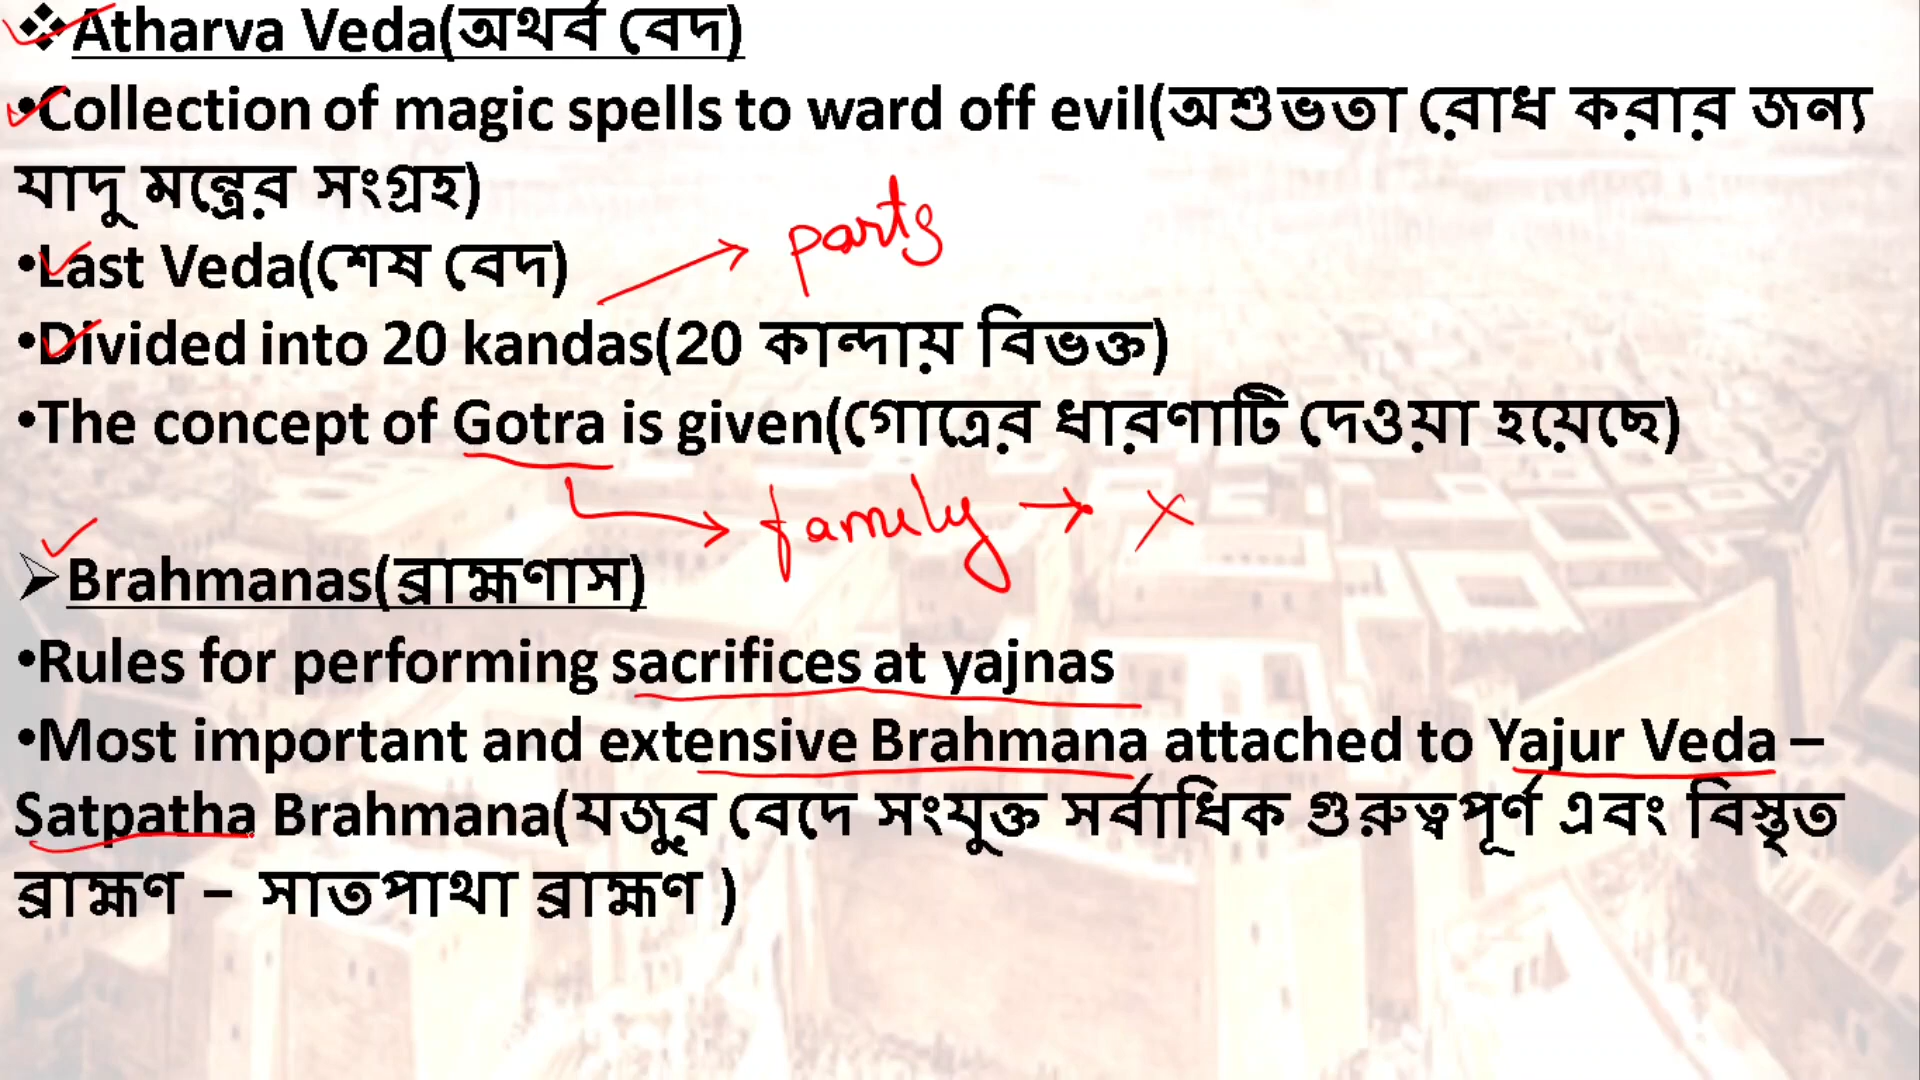 ❖Atharva Veda(অথর্ব বেদ)
•Collection of magic spells to ward off evil(অশুভতা রোধ করার জন্য
যাদু মন্ত্রের সংগ্রহ)
parts
•Last Veda(শেষ বেদ)
•Divided into 20 kandas(20 কান্দায় বিভক্ত)
•The concept of Gotra is given(গোত্রের ধারণাটি দেওয়া হয়েছে)
family → x
➢Brahmanas(ব্রাহ্মণাস)
•Rules for performing sacrifices at yajnas
•Most important and extensive Brahmana attached to Yajur Veda –
Satpatha Brahmana(যজুর বেদে সংযুক্ত সর্বাধিক গুরুত্বপূর্ণ এবং বিস্তৃত
ব্রাহ্মণ – সাতপাথা ব্রাহ্মণ )